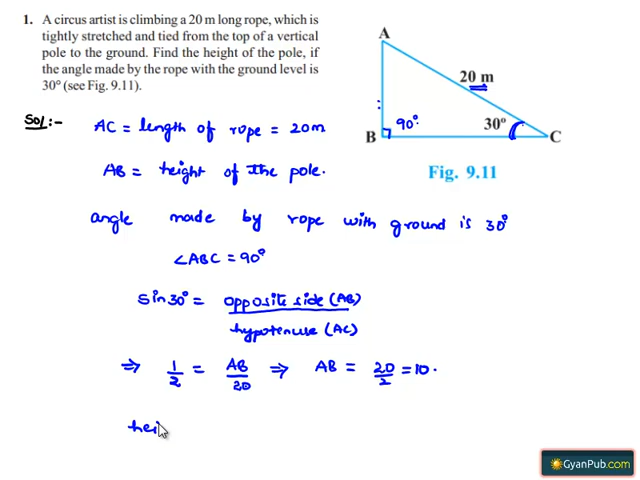 1. A circus artist is climbing a 20 m long rope, which is
tightly stretched and tied from the top of a vertical
pole to the ground. Find the height of the pole, if
the angle made by the rope with the ground level is
30° (see Fig. 9.11).
A
20 m
30°
90°
B
C
Fig. 9.11
Sol:-
AC = length of rope = 20m
AB = height of the pole.
angle made by rope with ground is 30°
∠ABC = 90°
Sin 30° = opposite side (AB)
hypotenuse (AC)
⇒ 1/2 = AB/20 ⇒ AB = 20/2 = 10.
hei
GyanPub.com